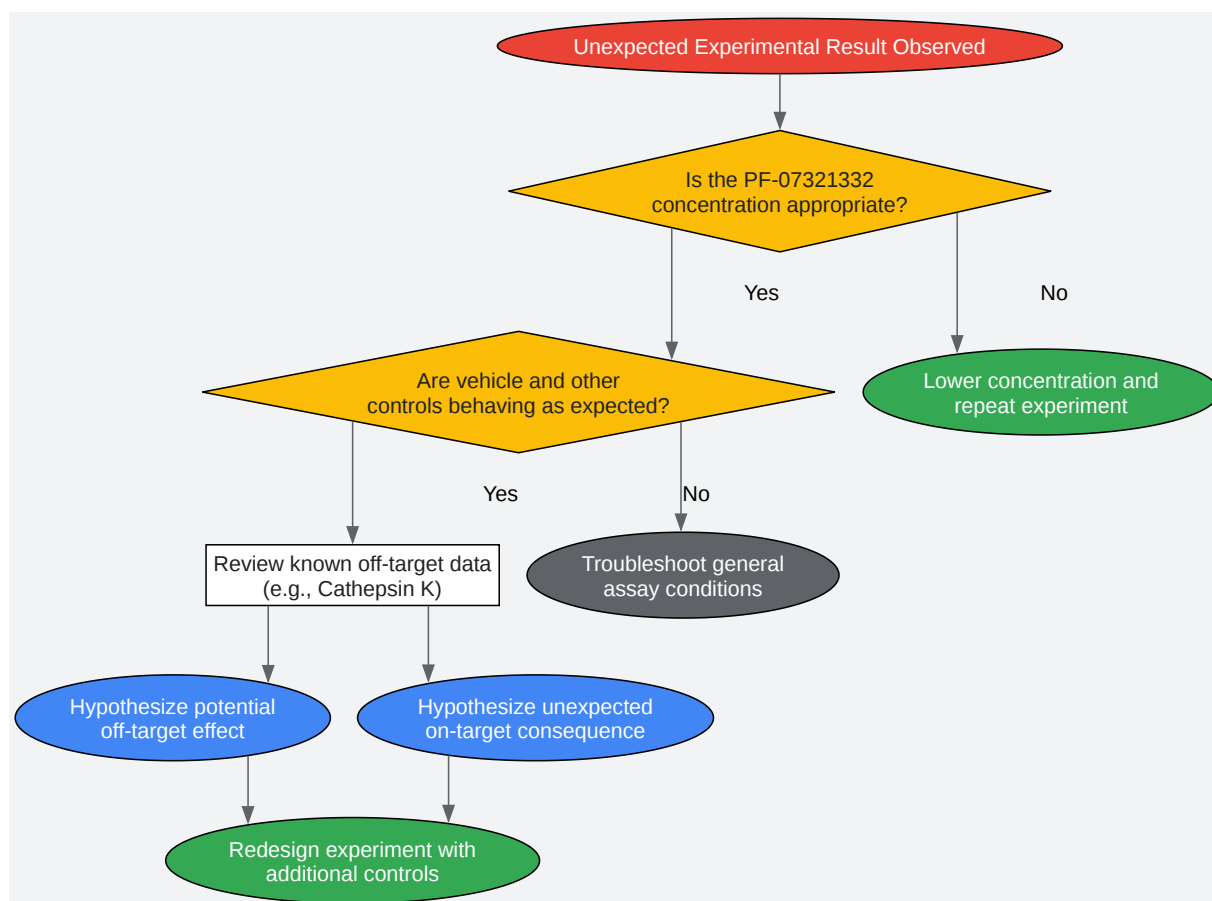 Unexpected Experimental Result Observed
Is the PF-07321332
concentration appropriate?
Yes
No
Are vehicle and other
controls behaving as expected?
Lower concentration and
repeat experiment
Yes
No
Review known off-target data
(e.g., Cathepsin K)
Troubleshoot general
assay conditions
Hypothesize potential
off-target effect
Hypothesize unexpected
on-target consequence
Redesign experiment with
additional controls